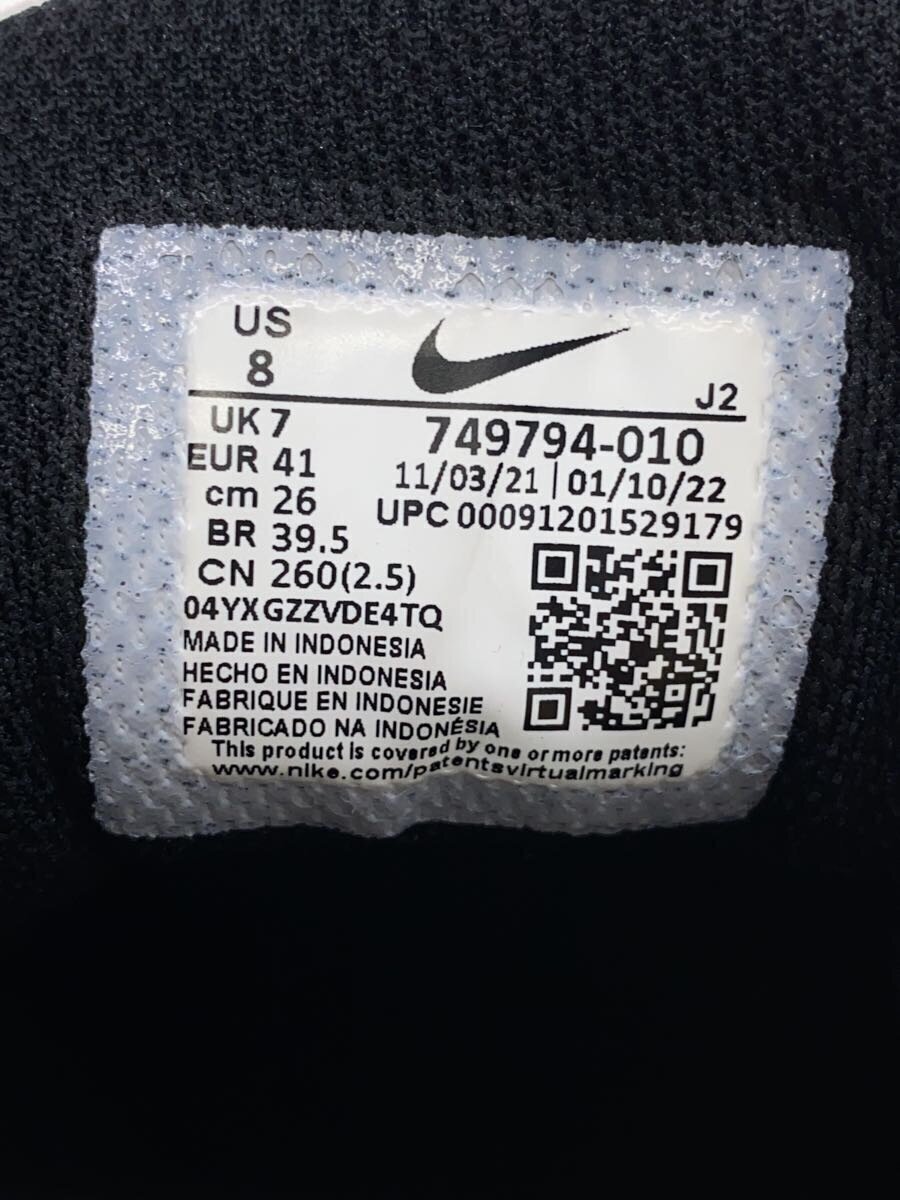 US
8
J2
UK 7
EUR 41
cm 26
BR 39.5
CN 260(2.5)
749794-010
11/03/21 | 01/10/22
UPC 00091201529179
04YXGZZVDE4TQ
MADE IN INDONESIA
HECHO EN INDONESIA
FABRIQUE EN INDONESIE
FABRICADO NA INDONÉSIA
This product is covered by one or more patents:
www.nike.com/patentsvirtualmarking